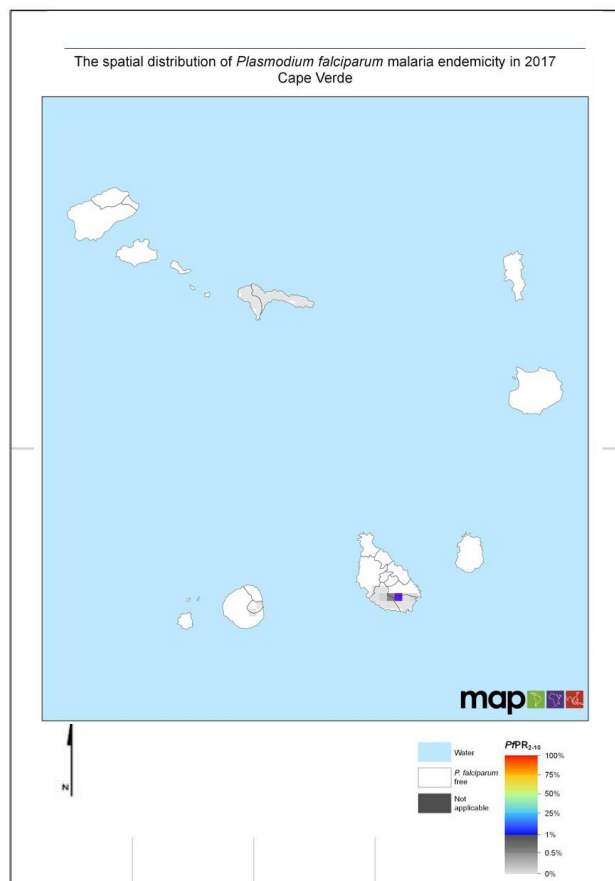 The spatial distribution of Plasmodium falciparum malaria endemicity in 2017
Cape Verde
map
N
Water
P. falciparum
free
Not
applicable
PfPR2-10
100%
75%
50%
25%
1%
0.5%
0%